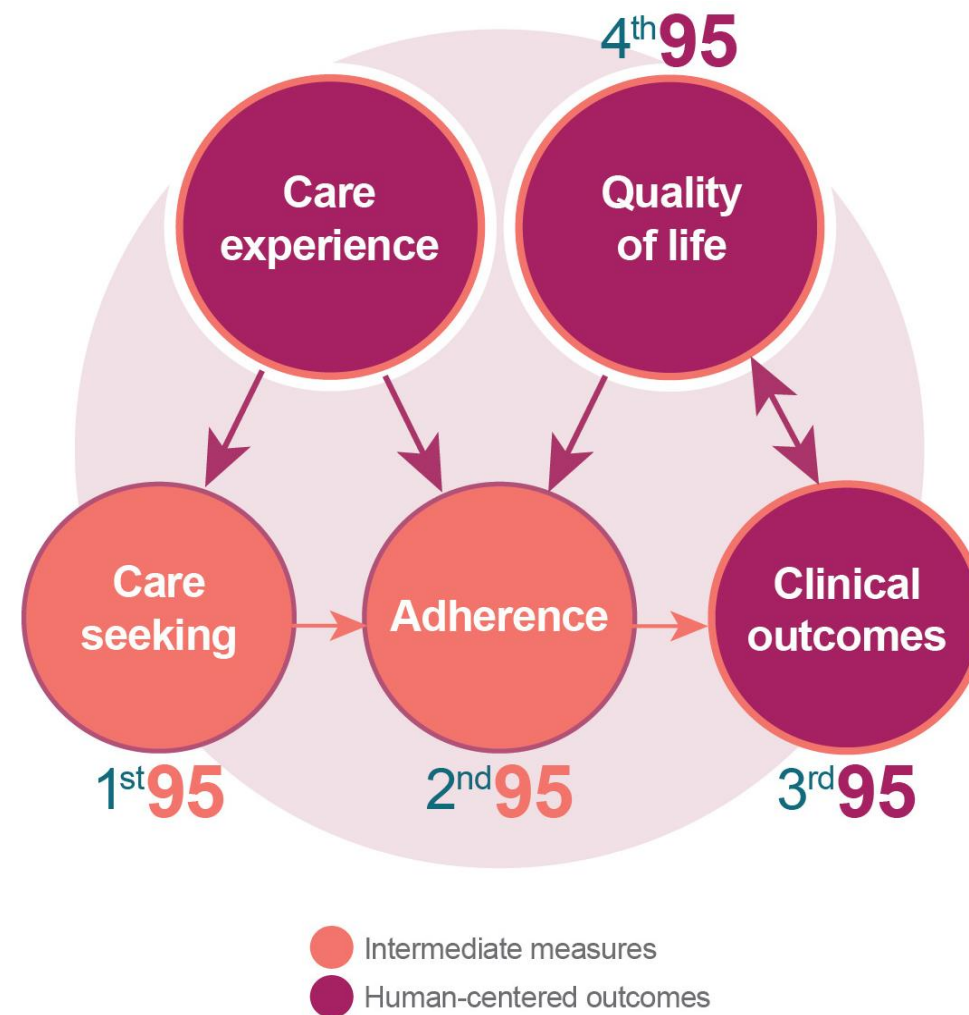 4th95
Care
experience
Quality
of life
Care
seeking
Adherence
Clinical
outcomes
1st95
2nd95
3rd95
Intermediate measures
Human-centered outcomes